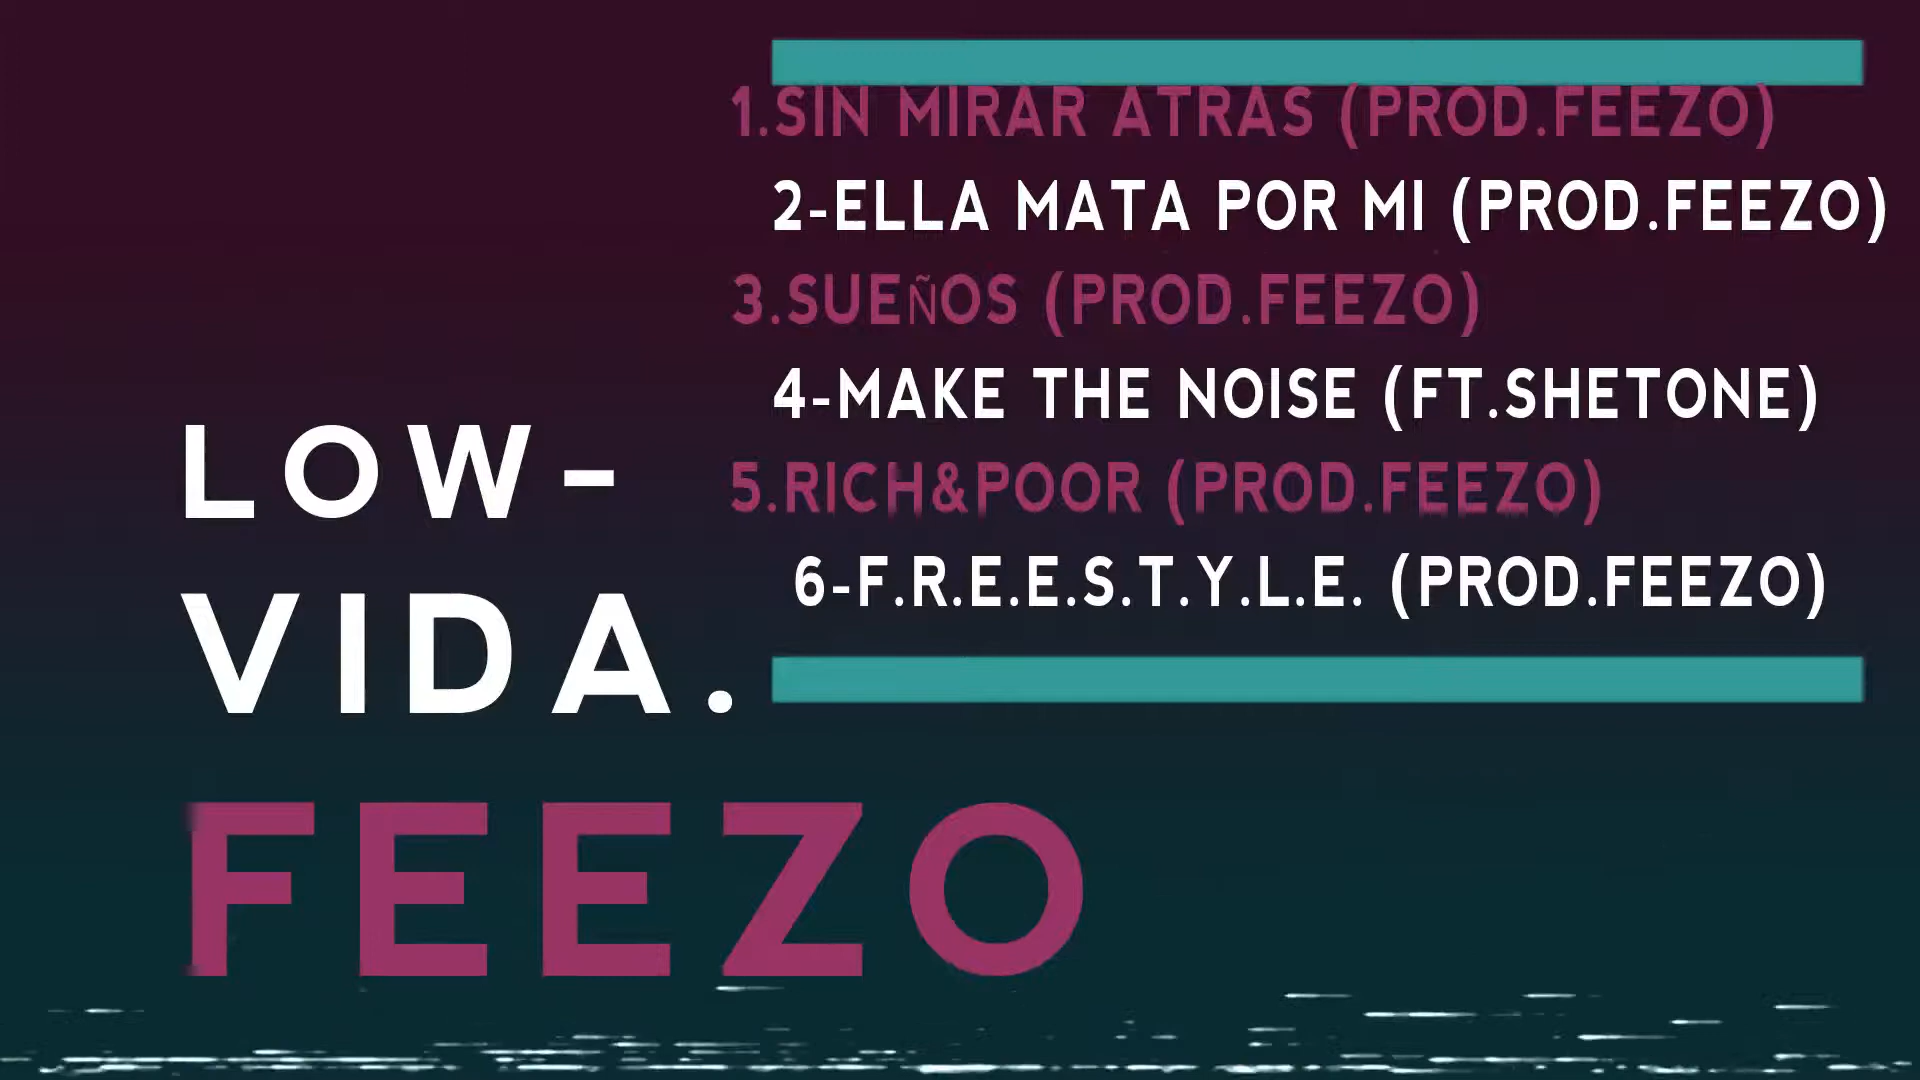 1.SIN MIRAR ATRAS (PROD.FEEZO)
2-ELLA MATA POR MI (PROD.FEEZO)
3.SUEÑOS (PROD.FEEZO)
4-MAKE THE NOISE (FT.SHETONE)
5.RICH&POOR (PROD.FEEZO)
6-F.R.E.E.S.T.Y.L.E. (PROD.FEEZO)
LOW-
VIDA.
FEEZO